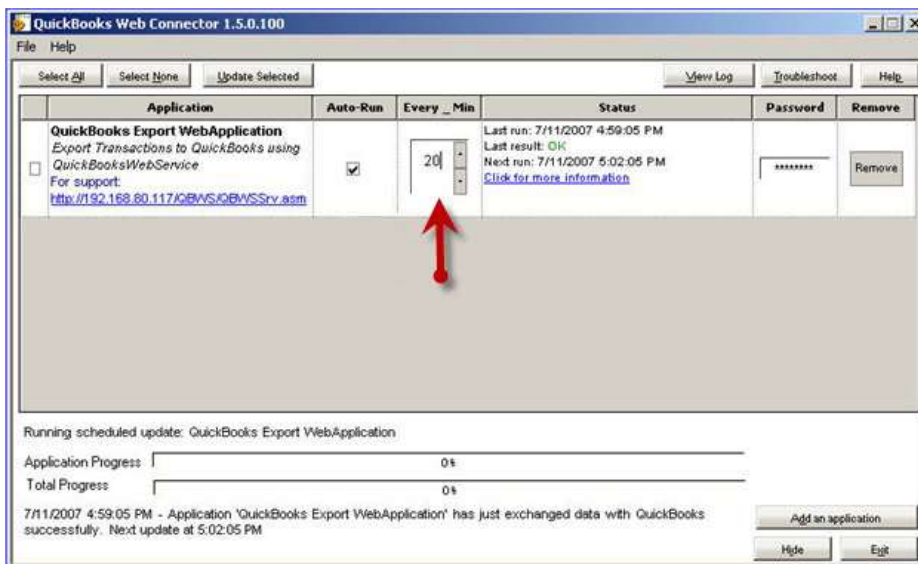 QuickBooks Web Connector 1.5.0.100
File Help
Select All Select None Update Selected View Log Troubleshoot Help
Application Auto-Run Every _ Min Status Password Remove
QuickBooks Export WebApplication
Export Transactions to QuickBooks using
QuickBooksWebService
For support:
http://192.168.80.117/QBWS/QBWSSrv.asm
20
Last run: 7/11/2007 4:59:05 PM
Last result: OK
Next run: 7/11/2007 5:02:05 PM
Click for more information
********
Remove
Running scheduled update: QuickBooks Export WebApplication
Application Progress 0%
Total Progress 0%
7/11/2007 4:59:05 PM - Application 'QuickBooks Export WebApplication' has just exchanged data with QuickBooks
successfully. Next update at 5:02:05 PM
Add an application
Hide Exit